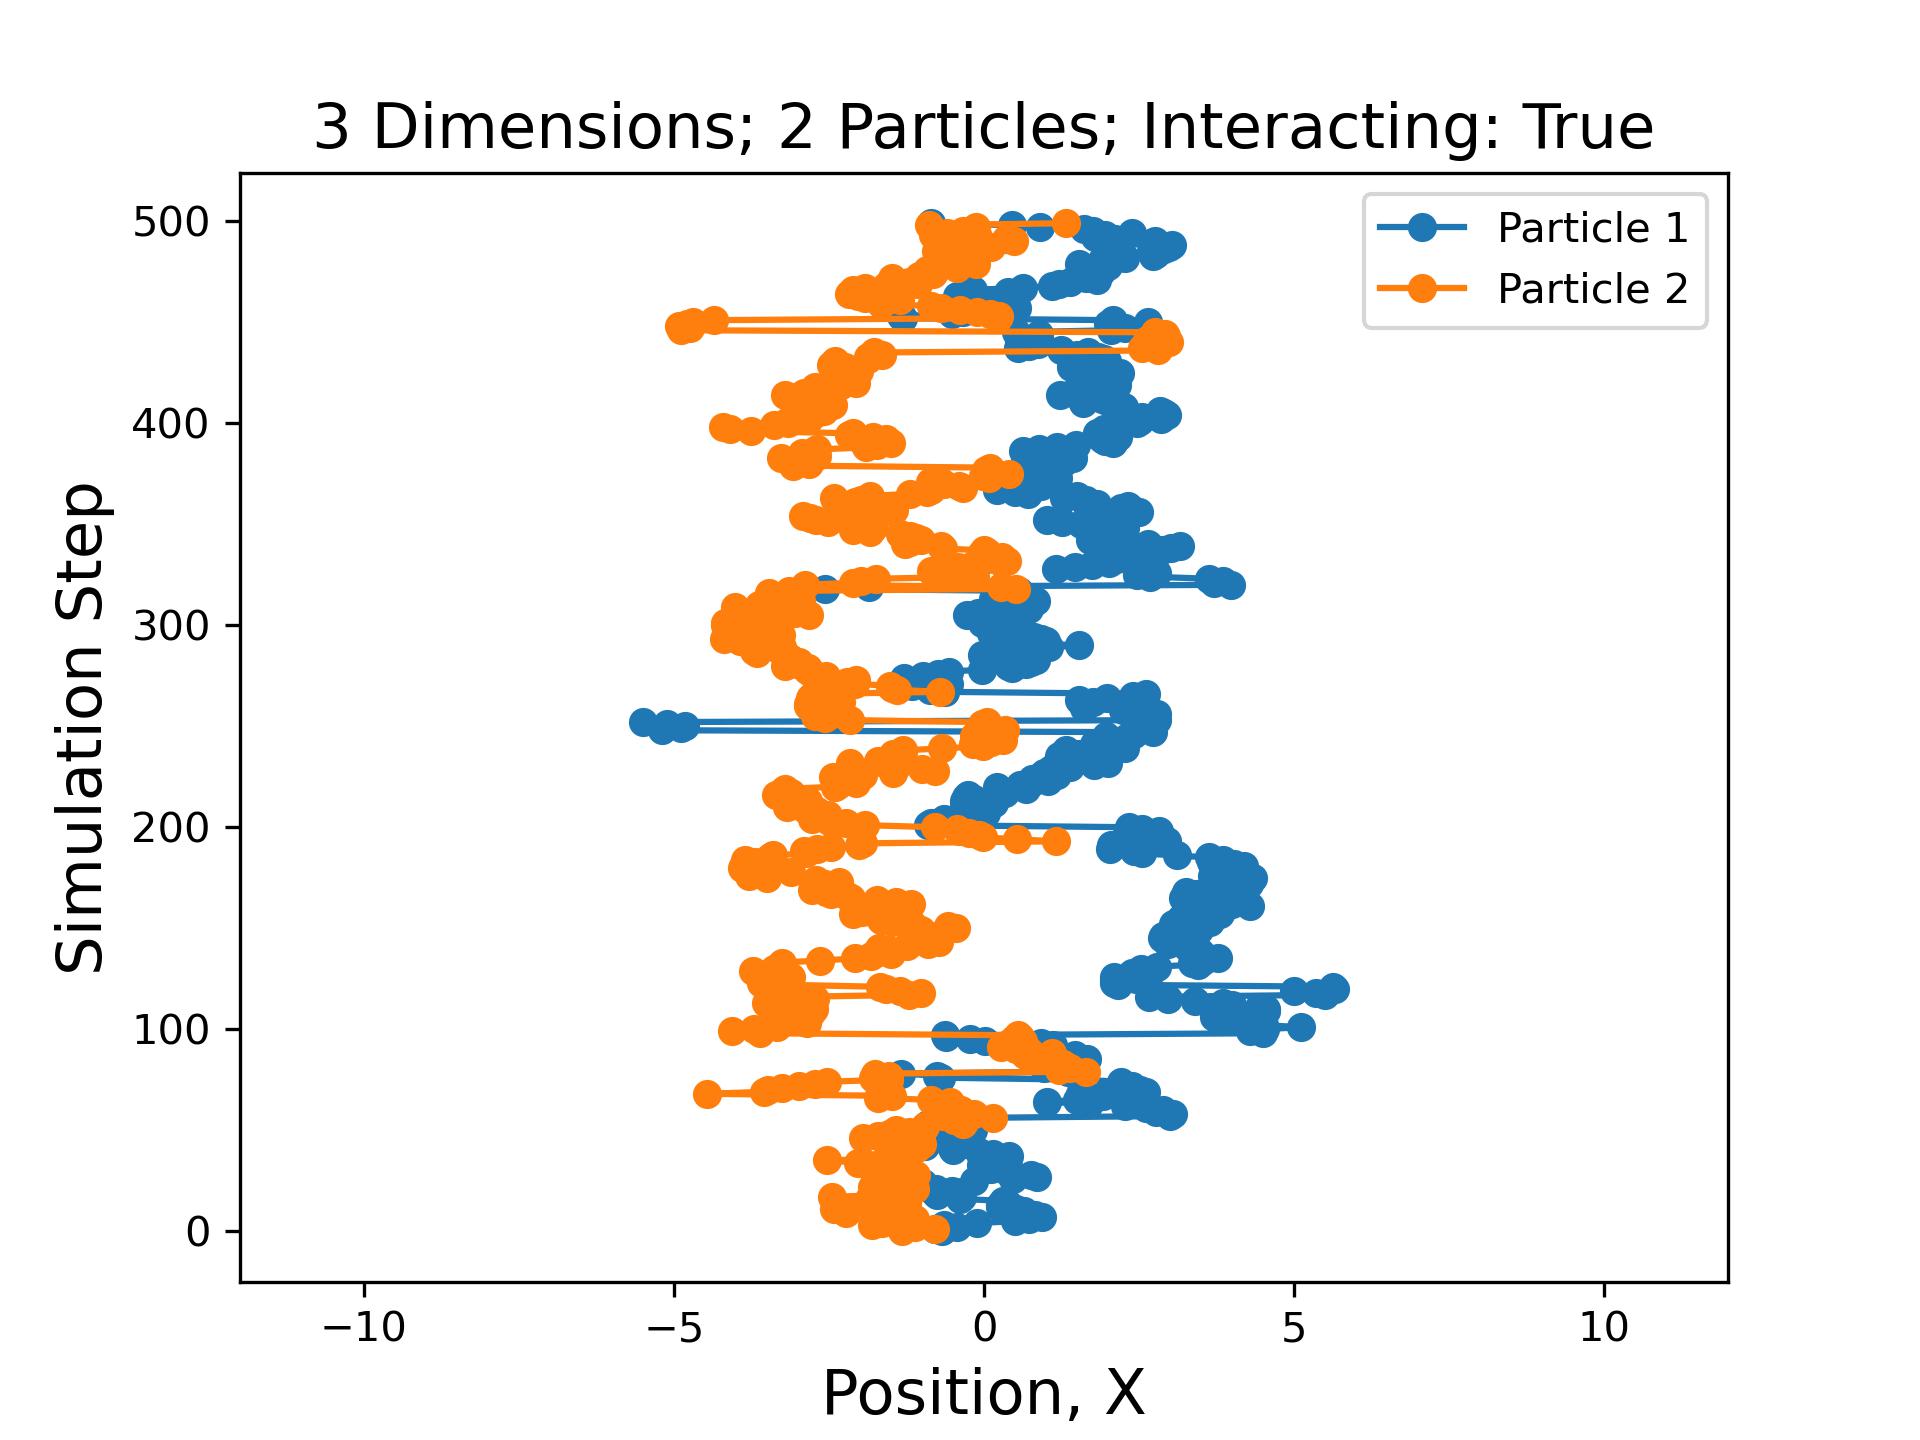 3 Dimensions; 2 Particles; Interacting: True
Particle 1
Particle 2
Simulation Step
500
400
300
200
100
0
−10 −5 0 5 10
Position, X